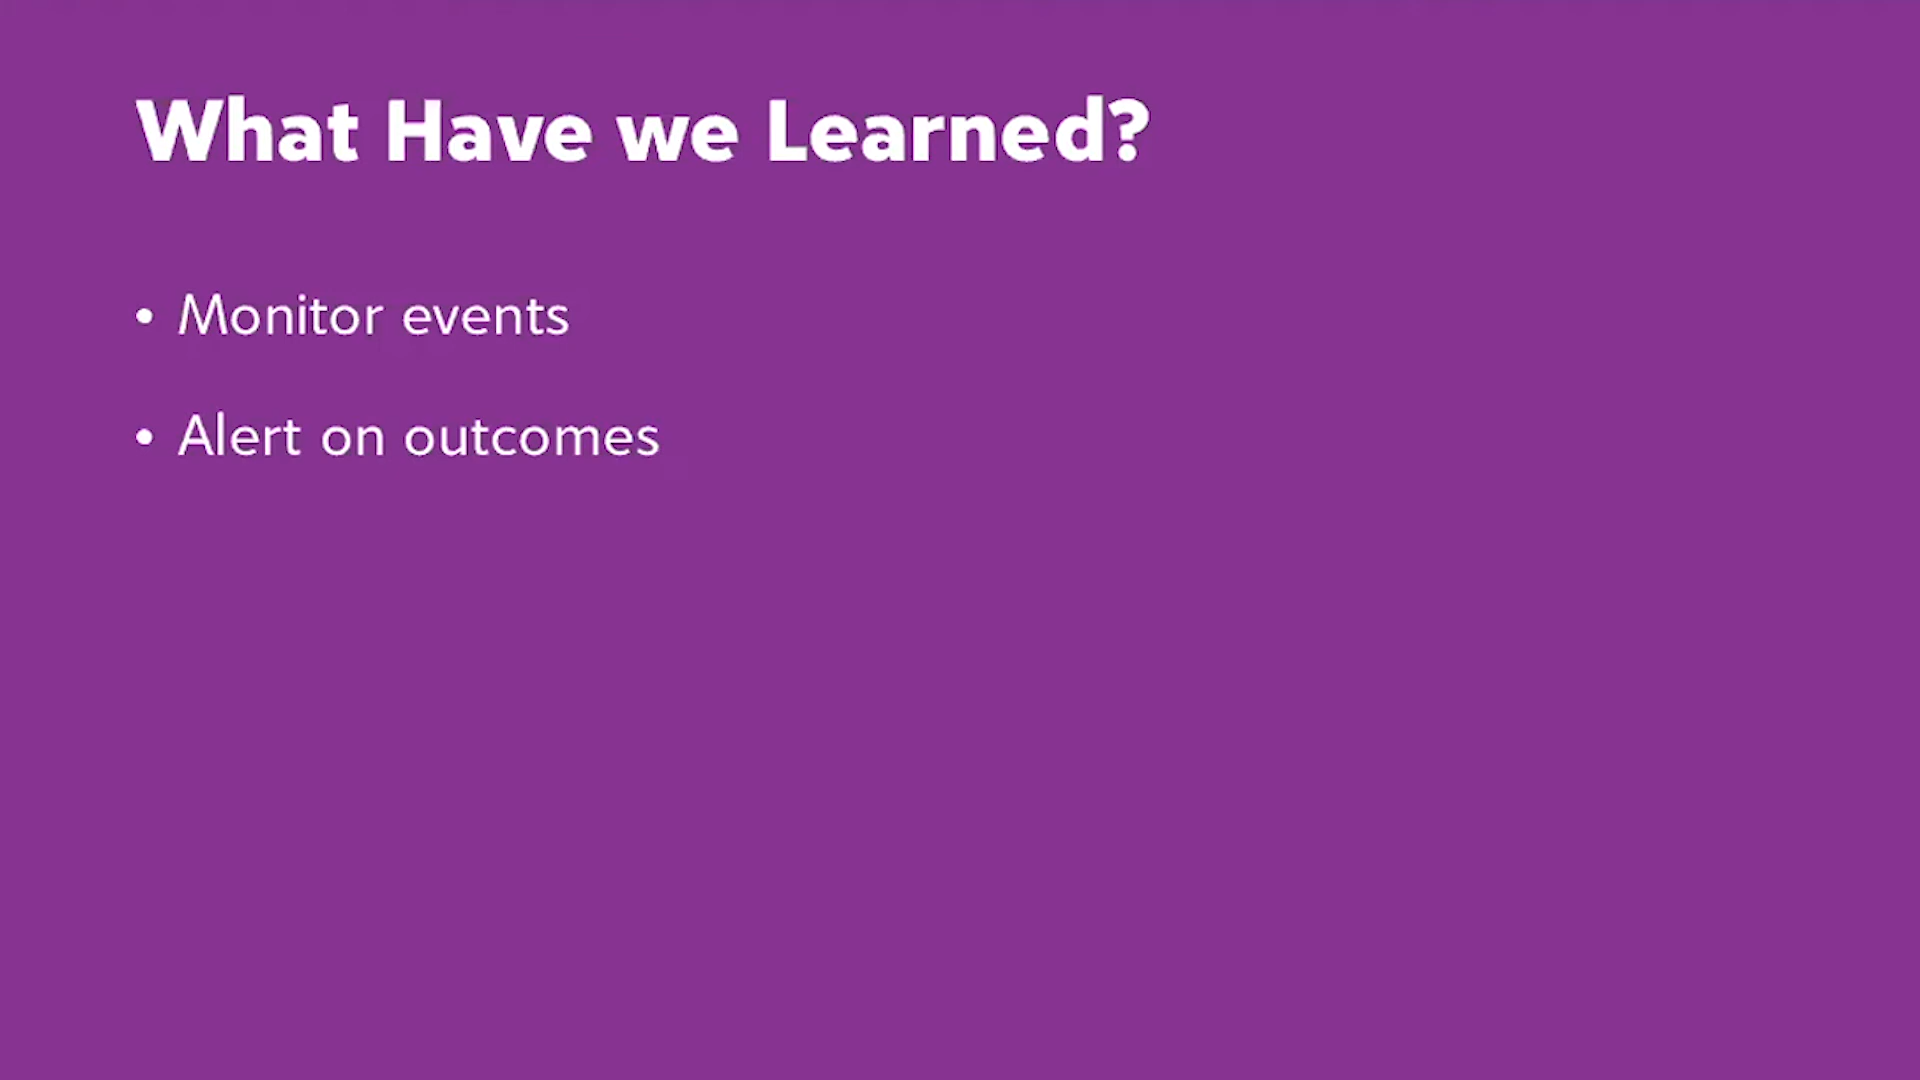 What Have we Learned?
• Monitor events
• Alert on outcomes